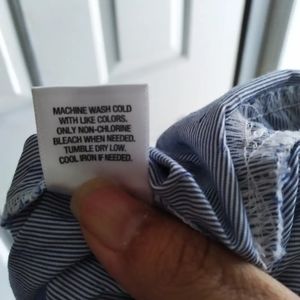 MACHINE WASH COLD
WITH LIKE COLORS.
ONLY NON-CHLORINE
BLEACH WHEN NEEDED.
TUMBLE DRY LOW.
COOL IRON IF NEEDED.